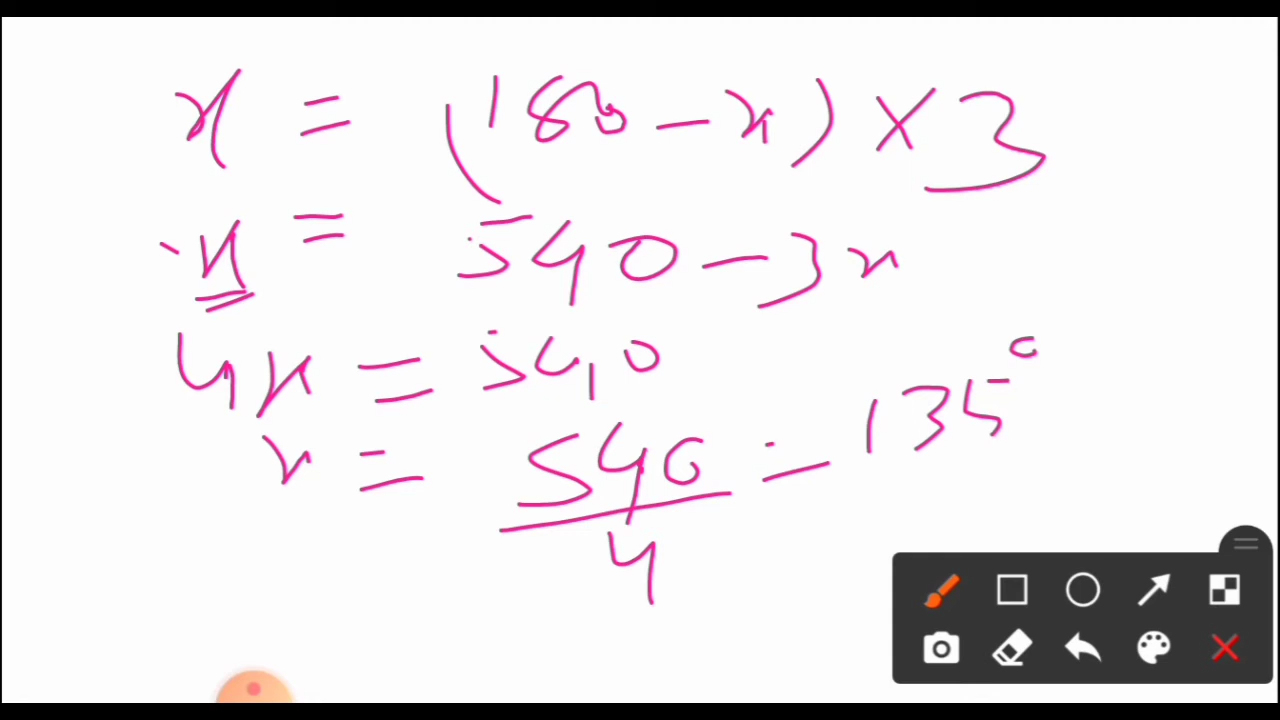 x = (180 - x) × 3
x = 540 - 3x
4x = 540
x = 540/4 = 135°